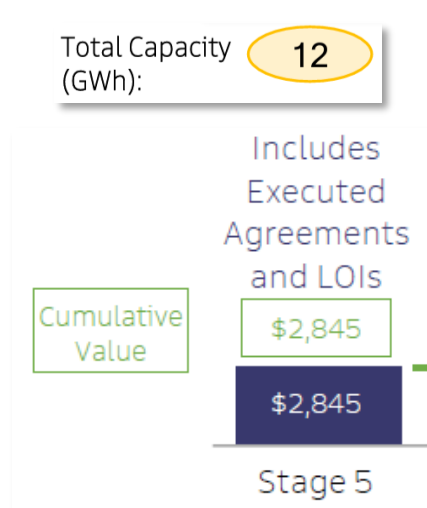 Total Capacity 12
(GWh):
Includes
Executed
Agreements
and LOIs
Cumulative
Value
$2,845
$2,845
Stage 5